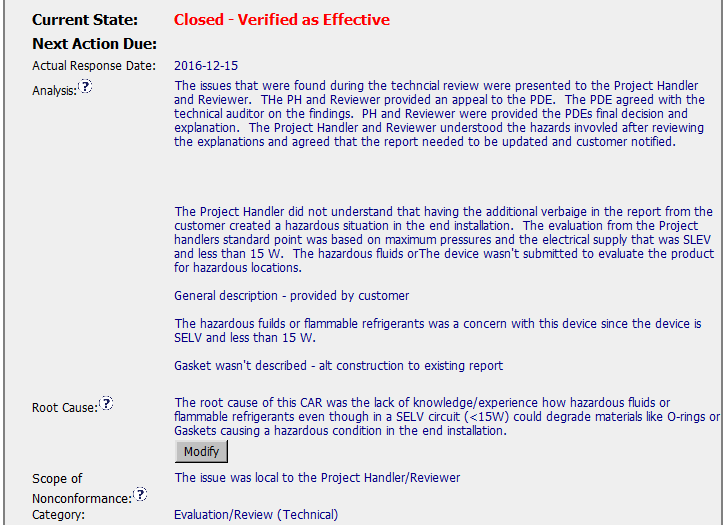 Current State: Closed - Verified as Effective
Next Action Due:
Actual Response Date: 2016-12-15
Analysis:? The issues that were found during the techncial review were presented to the Project Handler
and Reviewer. THe PH and Reviewer provided an appeal to the PDE. The PDE agreed with the
technical auditor on the findings. PH and Reviewer were provided the PDEs final decision and
explanation. The Project Handler and Reviewer understood the hazards invovled after reviewing
the explanations and agreed that the report needed to be updated and customer notified.
The Project Handler did not understand that having the additional verbaige in the report from the
customer created a hazardous situation in the end installation. The evaluation from the Project
handlers standard point was based on maximum pressures and the electrical supply that was SLEV
and less than 15 W. The hazardous fluids orThe device wasn't submitted to evaluate the product
for hazardous locations.
General description - provided by customer
The hazardous fuilds or flammable refrigerants was a concern with this device since the device is
SELV and less than 15 W.
Gasket wasn't described - alt construction to existing report
Root Cause:? The root cause of this CAR was the lack of knowledge/experience how hazardous fluids or
flammable refrigerants even though in a SELV circuit (<15W) could degrade materials like O-rings or
Gaskets causing a hazardous condition in the end installation.
Modify
Scope of The issue was local to the Project Handler/Reviewer
Nonconformance:?
Category: Evaluation/Review (Technical)